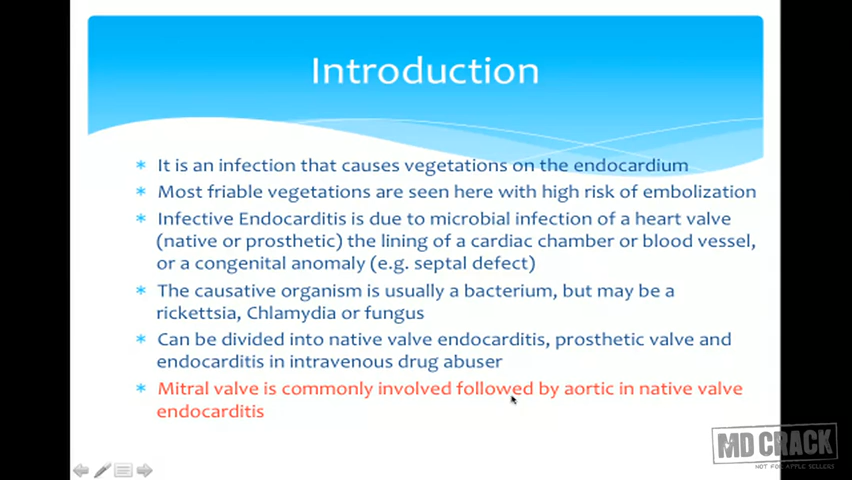 Introduction
* It is an infection that causes vegetations on the endocardium
* Most friable vegetations are seen here with high risk of embolization
* Infective Endocarditis is due to microbial infection of a heart valve
(native or prosthetic) the lining of a cardiac chamber or blood vessel,
or a congenital anomaly (e.g. septal defect)
* The causative organism is usually a bacterium, but may be a
rickettsia, Chlamydia or fungus
* Can be divided into native valve endocarditis, prosthetic valve and
endocarditis in intravenous drug abuser
* Mitral valve is commonly involved followed by aortic in native valve
endocarditis
MD CRACK
NOT FOR APPLE SELLERS